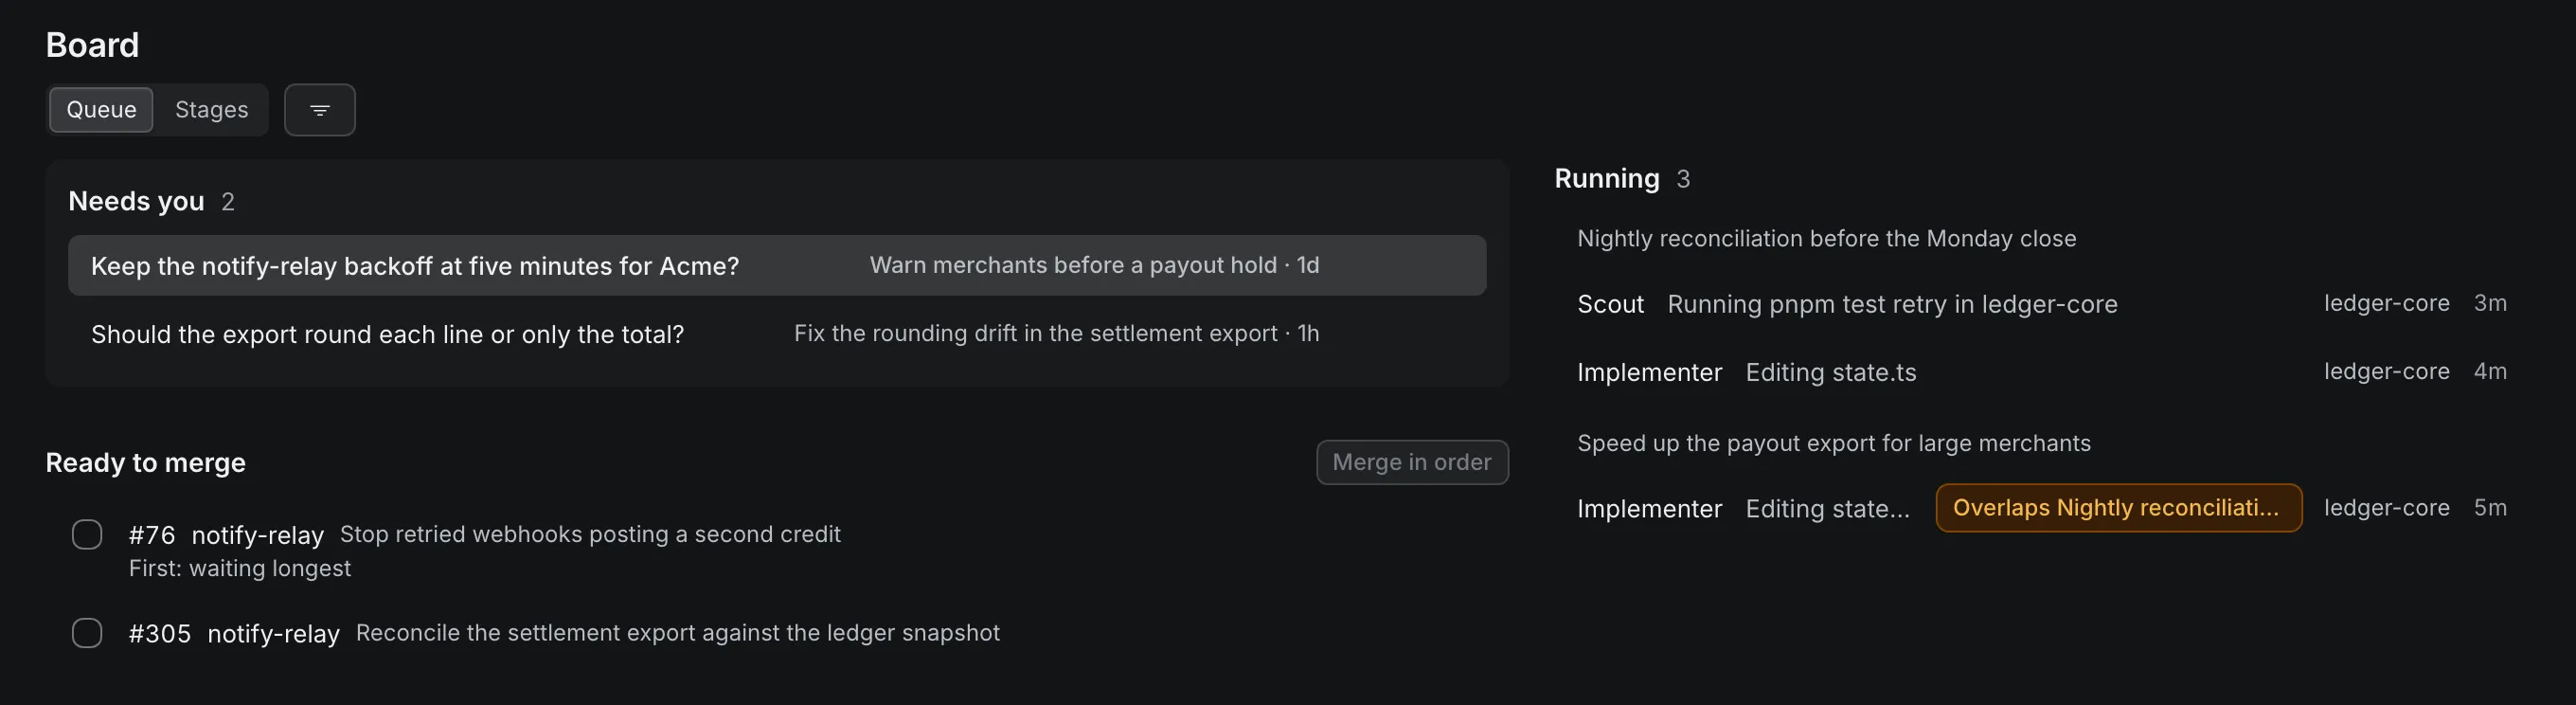 Board
Queue Stages
Needs you 2
Keep the notify-relay backoff at five minutes for Acme? Warn merchants before a payout hold · 1d
Should the export round each line or only the total? Fix the rounding drift in the settlement export · 1h
Ready to merge Merge in order
#76 notify-relay Stop retried webhooks posting a second credit
First: waiting longest
#305 notify-relay Reconcile the settlement export against the ledger snapshot
Running 3
Nightly reconciliation before the Monday close
Scout Running pnpm test retry in ledger-core ledger-core 3m
Implementer Editing state.ts ledger-core 4m
Speed up the payout export for large merchants
Implementer Editing state... Overlaps Nightly reconciliati... ledger-core 5m